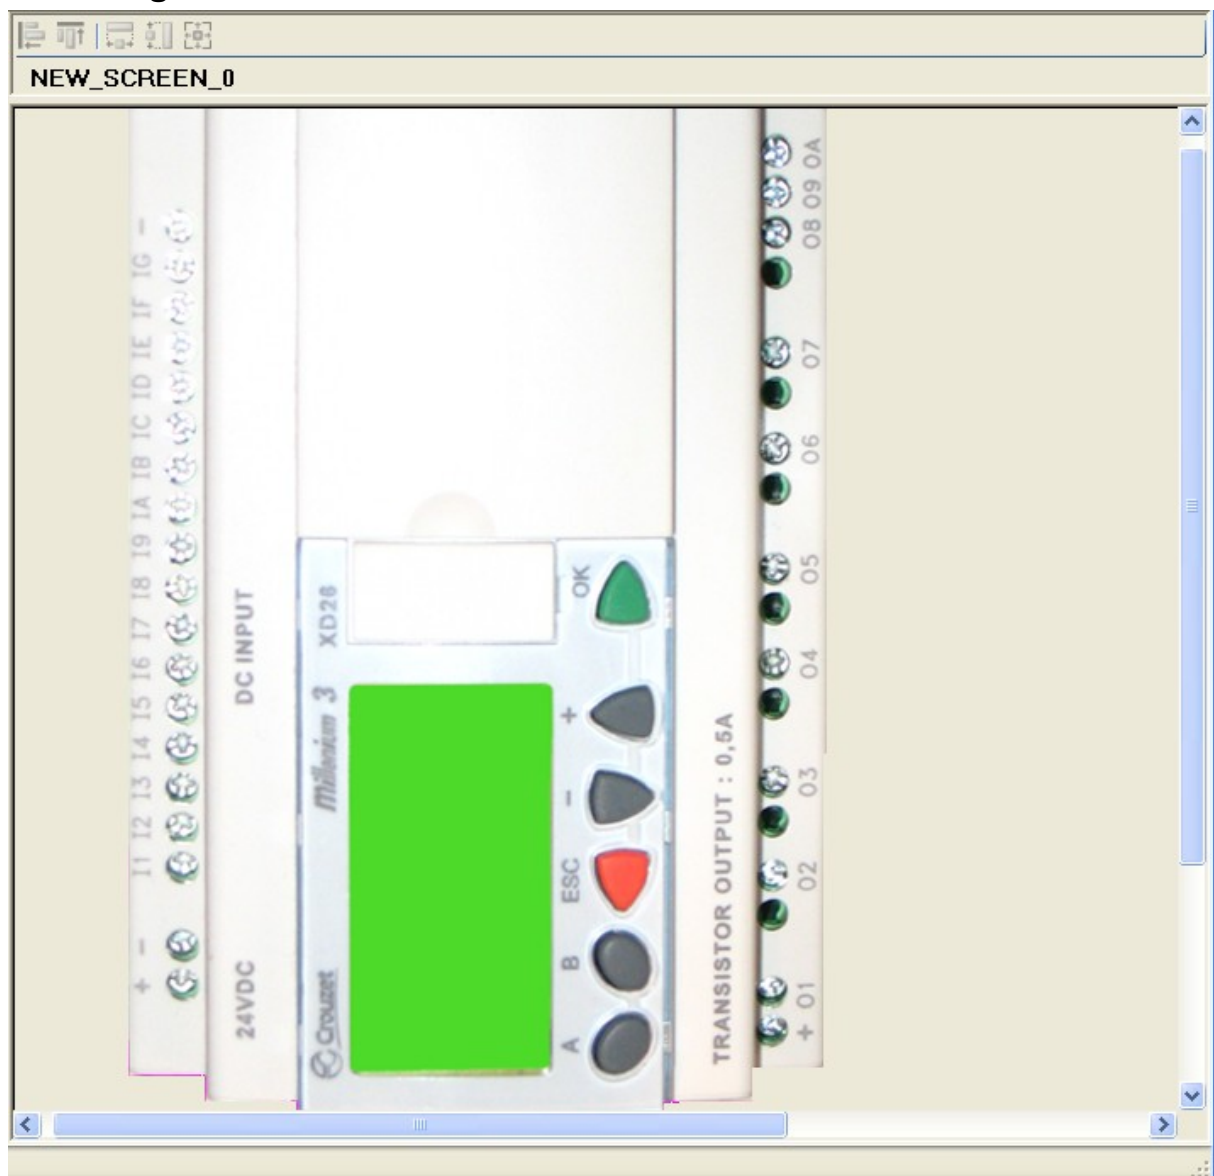 NEW_SCREEN_0
+ - I1 I2 I3 I4 I5 I6 I7 I8 I9 IA IB IC ID IE IF IG -
24VDC DC INPUT
Crouzet Millenium 3 XD26
A B ESC - + OK
TRANSISTOR OUTPUT : 0,5A
+ O1 O2 O3 O4 O5 O6 O7 O8 O9 OA